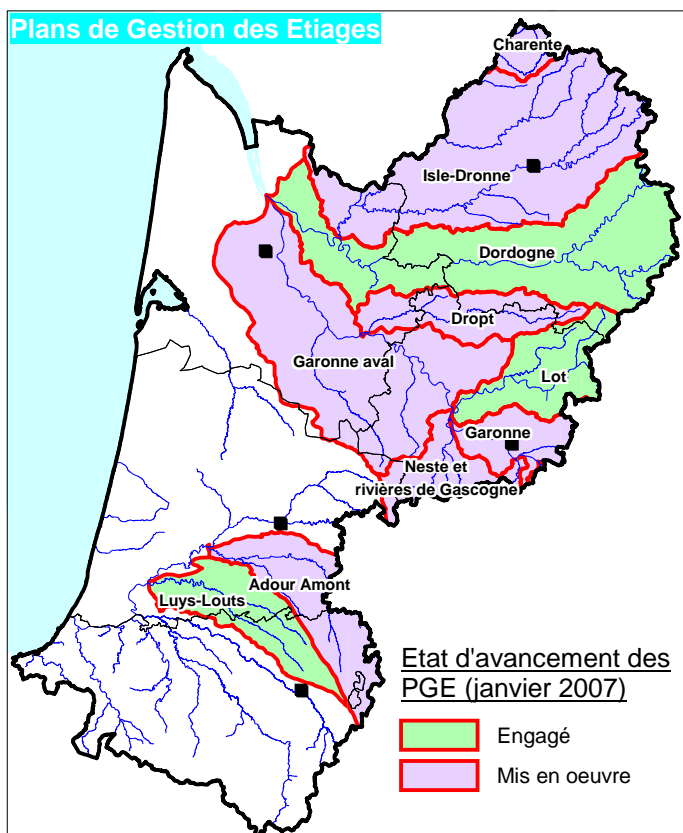 Plans de Gestion des Etiages
Charente
Isle-Dronne
Dordogne
Dropt
Garonne aval
Lot
Garonne
Neste et
rivières de Gascogne
Adour Amont
Luys-Louts
Etat d'avancement des
PGE (janvier 2007)
Engagé
Mis en oeuvre